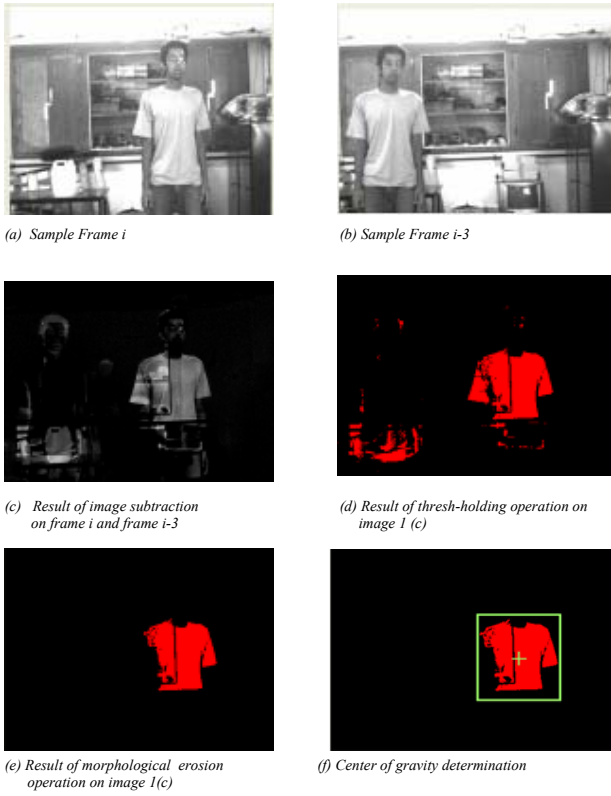 (a) Sample Frame i
(b) Sample Frame i-3
(c) Result of image subtraction
on frame i and frame i-3
(d) Result of thresh-holding operation on
image 1 (c)
(e) Result of morphological erosion
operation on image 1(c)
(f) Center of gravity determination